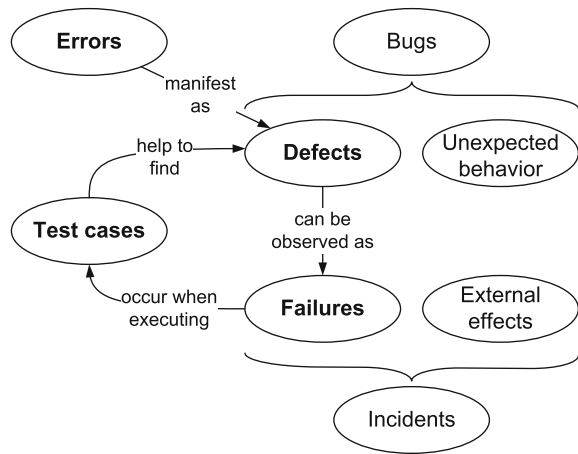 Errors
Bugs
manifest
as
help to
find
Defects
Unexpected
behavior
Test cases
can be
observed as
occur when
executing
Failures
External
effects
Incidents